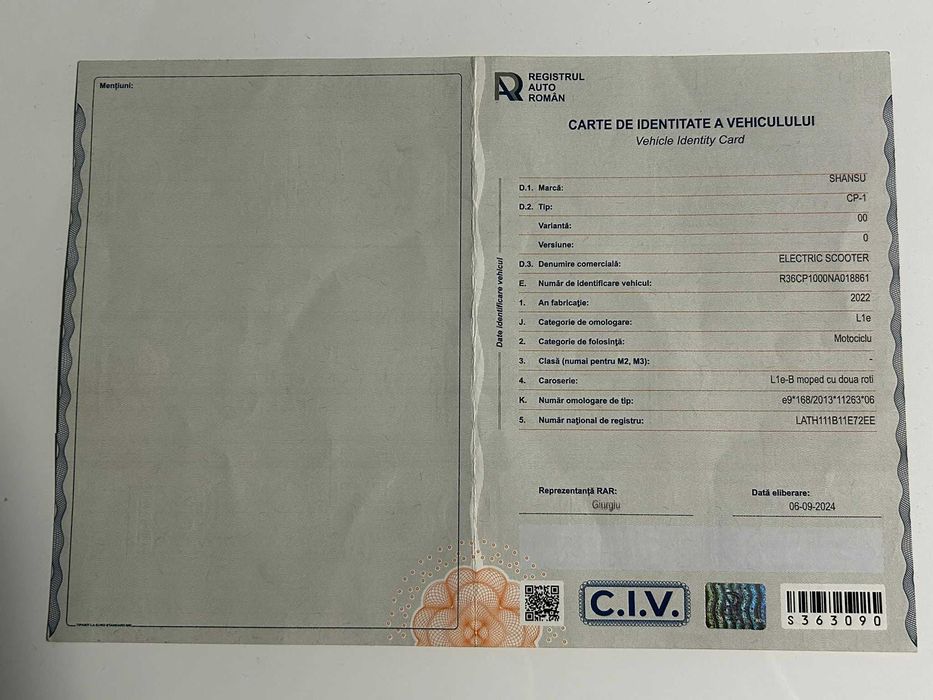 Mențiuni:
REGISTRUL
AUTO
ROMÂN
CARTE DE IDENTITATE A VEHICULULUI
Vehicle Identity Card
Date identificare vehicul
D.1. Marcă: SHANSU
D.2. Tip: CP-1
Variantă: 00
Versiune: 0
D.3. Denumire comercială: ELECTRIC SCOOTER
E. Număr de identificare vehicul: R36CP1000NA018861
1. An fabricație: 2022
J. Categorie de omologare: L1e
2. Categorie de folosință: Motociclu
3. Clasă (numai pentru M2, M3): -
4. Caroserie: L1e-B moped cu doua roti
K. Număr omologare de tip: e9*168/2013*11263*06
5. Număr național de registru: LATH111B11E72EE
Reprezentanță RAR: Giurgiu
Dată eliberare: 06-09-2024
C.I.V.
S363090